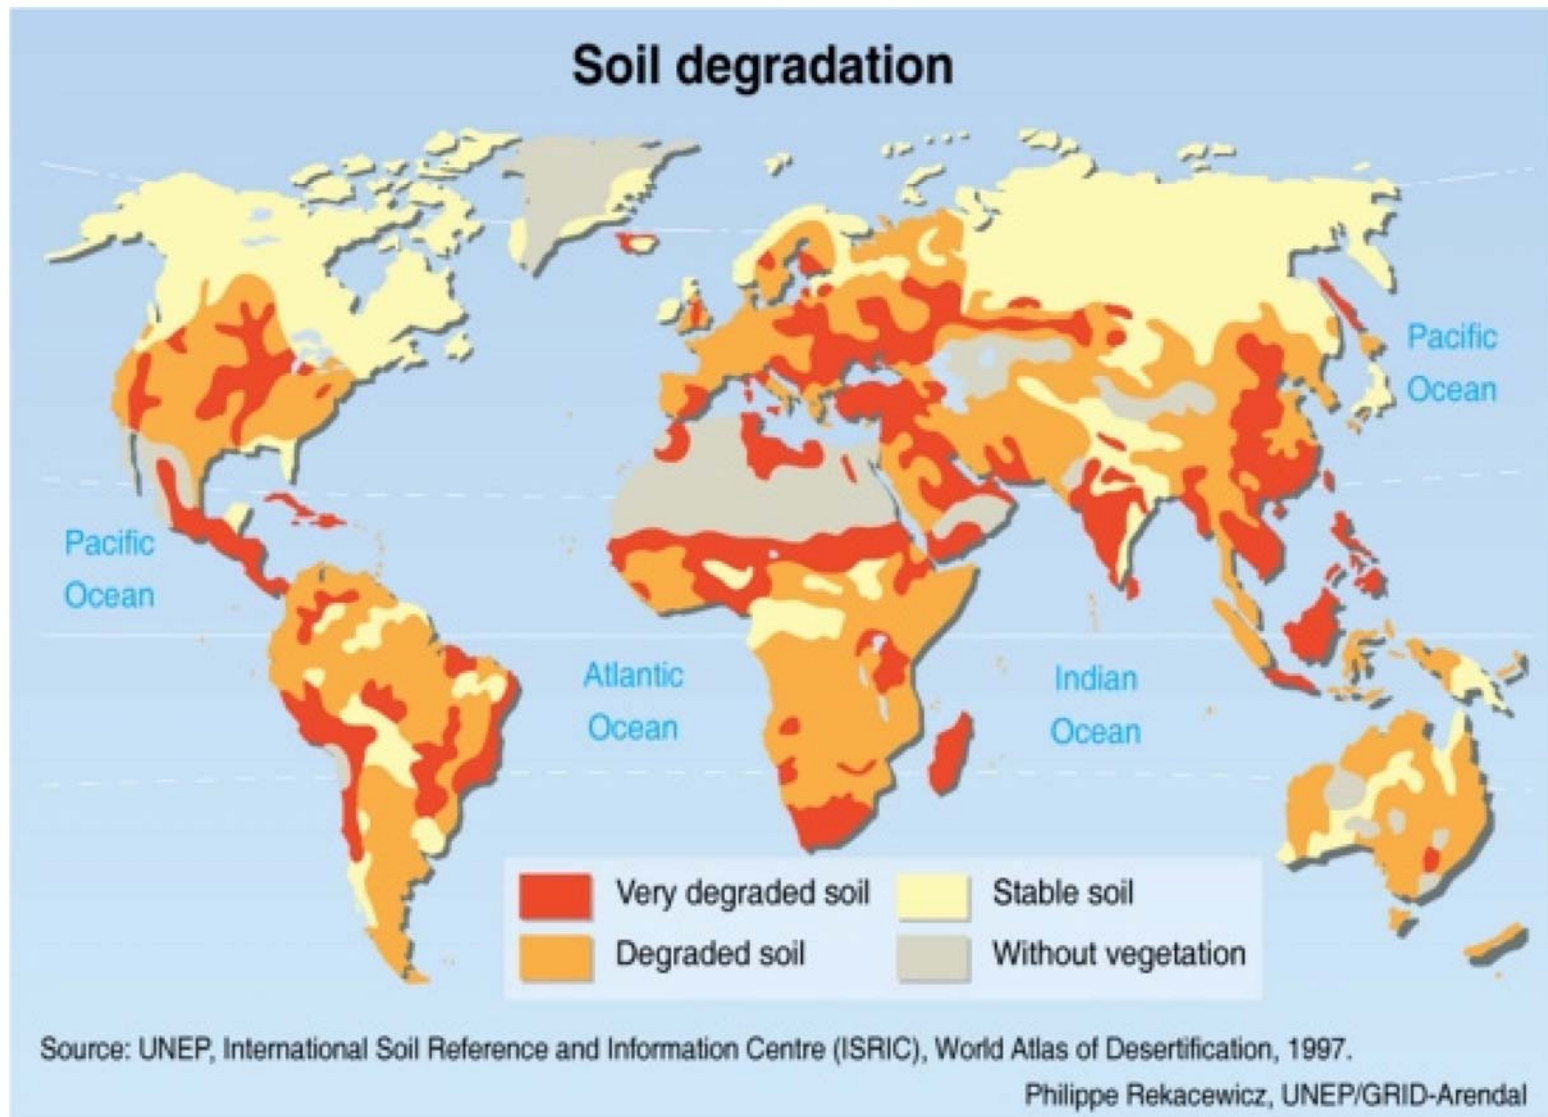 Soil degradation
Pacific
Ocean
Pacific
Ocean
Atlantic
Ocean
Indian
Ocean
Very degraded soil
Stable soil
Degraded soil
Without vegetation
Source: UNEP, International Soil Reference and Information Centre (ISRIC), World Atlas of Desertification, 1997.
Philippe Rekacewicz, UNEP/GRID-Arendal